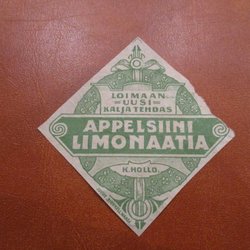 LOIMAAN
UUSI
KALJATEHDAS
APPELSIINI
LIMONAATIA
K. HOLLO.